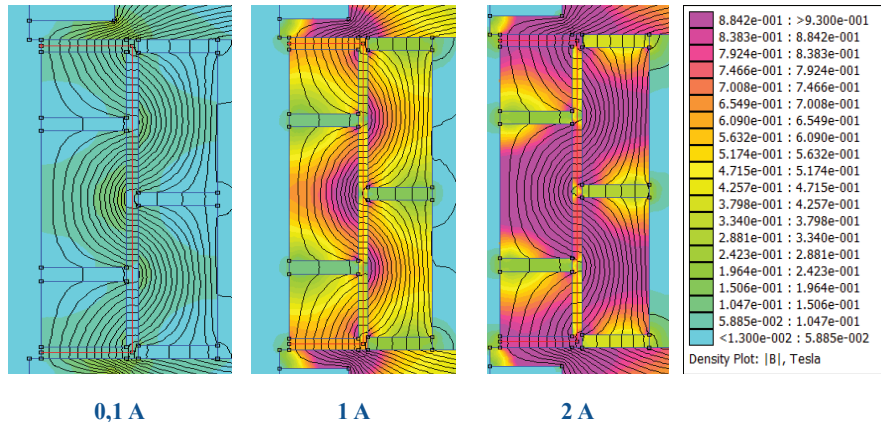 8.842e-001 : >9.300e-001
8.383e-001 : 8.842e-001
7.924e-001 : 8.383e-001
7.466e-001 : 7.924e-001
7.008e-001 : 7.466e-001
6.549e-001 : 7.008e-001
6.090e-001 : 6.549e-001
5.632e-001 : 6.090e-001
5.174e-001 : 5.632e-001
4.715e-001 : 5.174e-001
4.257e-001 : 4.715e-001
3.798e-001 : 4.257e-001
3.340e-001 : 3.798e-001
2.881e-001 : 3.340e-001
2.423e-001 : 2.881e-001
1.964e-001 : 2.423e-001
1.506e-001 : 1.964e-001
1.047e-001 : 1.506e-001
5.885e-002 : 1.047e-001
<1.300e-002 : 5.885e-002
Density Plot: |B|, Tesla
0,1 A
1 A
2 A